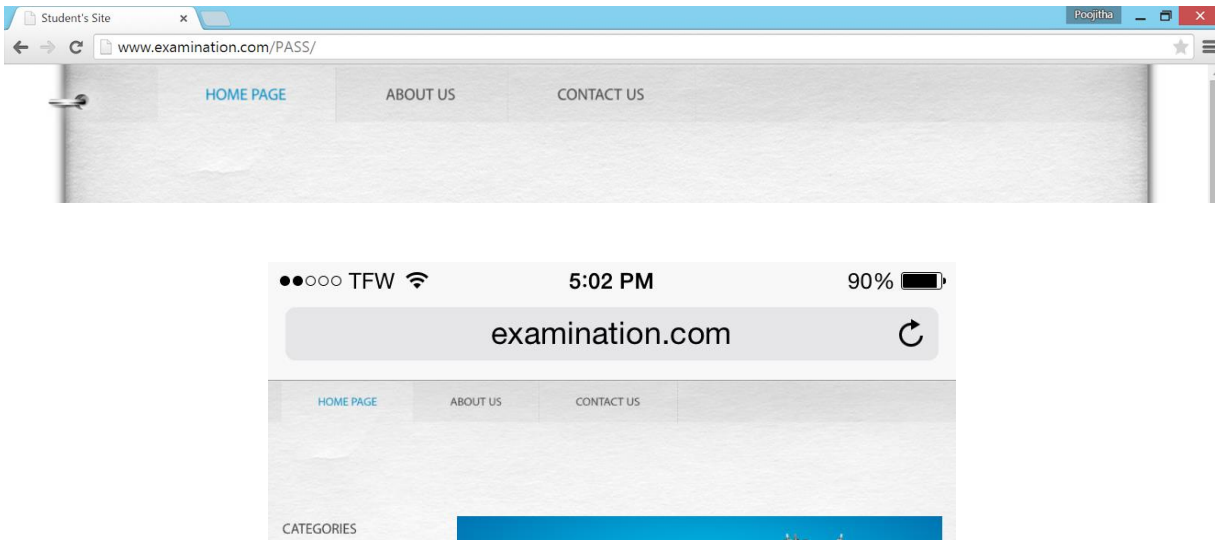 Student's Site
Poojitha
www.examination.com/PASS/
HOME PAGE ABOUT US CONTACT US
TFW 5:02 PM 90%
examination.com
HOME PAGE ABOUT US CONTACT US
CATEGORIES